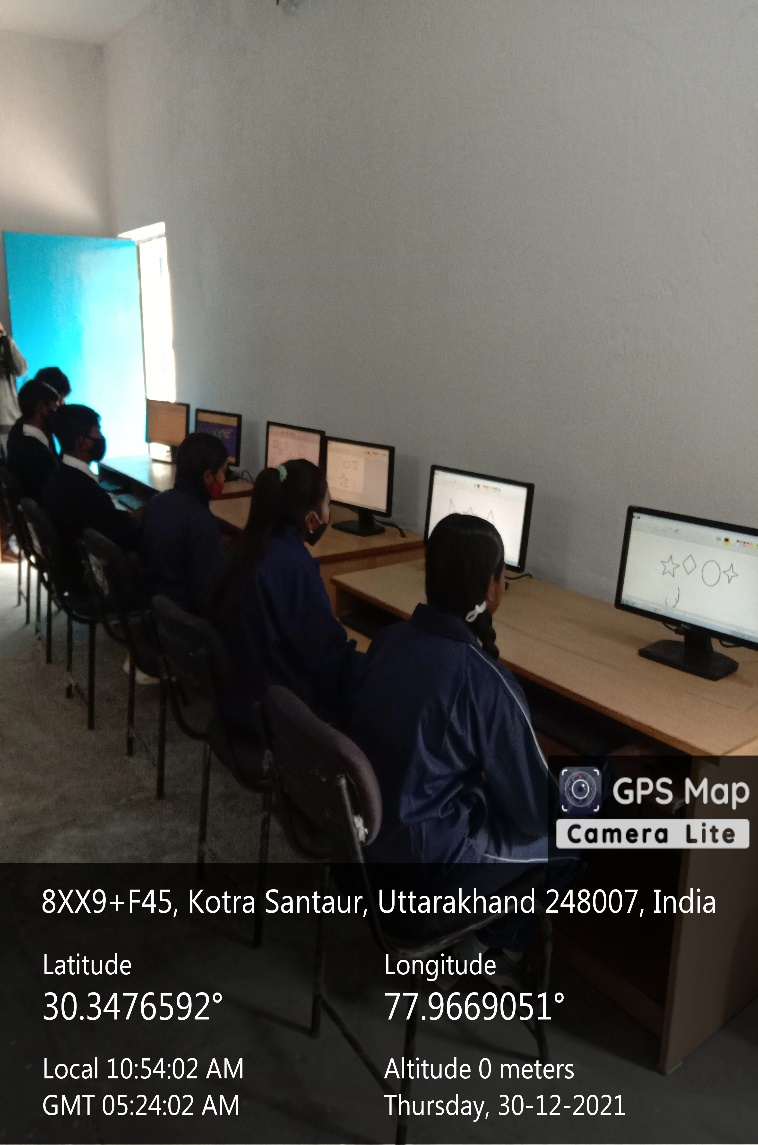 GPS Map
Camera Lite
8XX9+F45, Kotra Santaur, Uttarakhand 248007, India
Latitude
Longitude
30.3476592°
77.9669051°
Local 10:54:02 AM
Altitude 0 meters
GMT 05:24:02 AM
Thursday, 30-12-2021